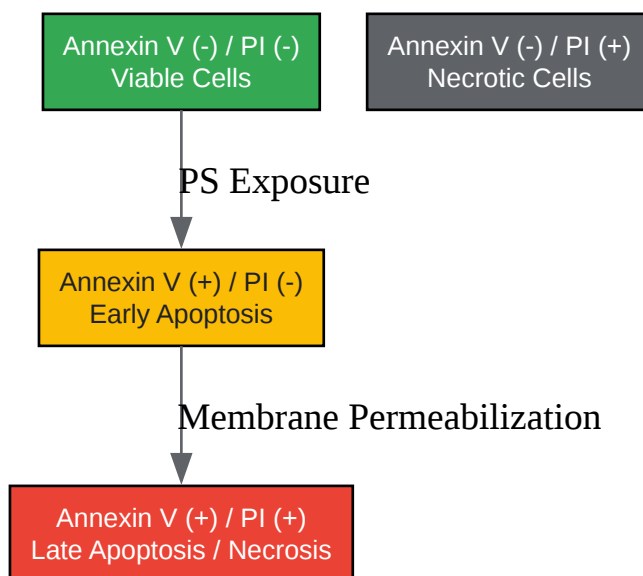 Annexin V (-) / PI (-)
Viable Cells
Annexin V (-) / PI (+)
Necrotic Cells
PS Exposure
Annexin V (+) / PI (-)
Early Apoptosis
Membrane Permeabilization
Annexin V (+) / PI (+)
Late Apoptosis / Necrosis